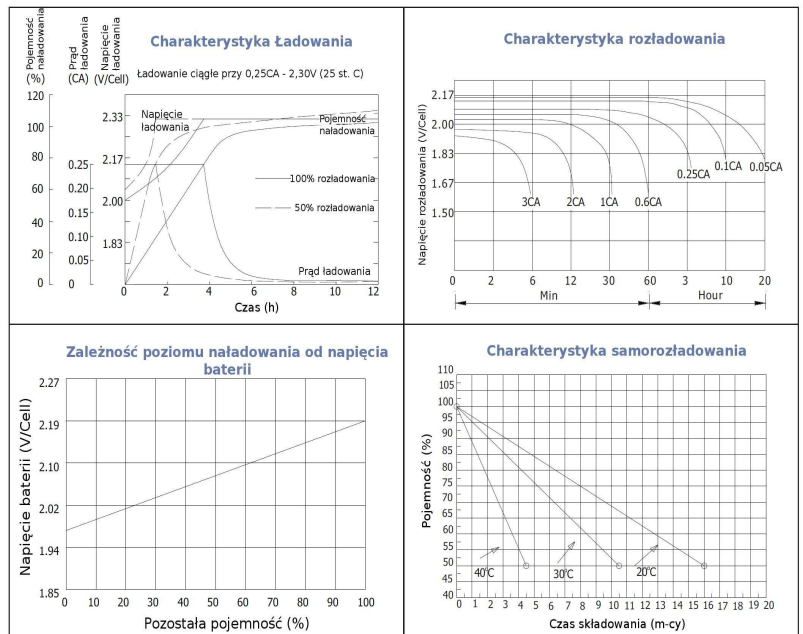 Charakterystyka Ładowania
Pojemność naładowania (%)
Prąd ładowania (CA)
Napięcie ładowania (V/Cell)
Ładowanie ciągłe przy 0,25CA - 2,30V (25 st. C)
120
100
80
60
40
20
0
0.25
0.20
0.15
0.10
0.05
0
2.33
2.17
2.00
1.83
Napięcie
ładowania
Pojemność
naładowania
100% rozładowania
50% rozładowania
Prąd ładowania
0 2 4 6 8 10 12
Czas (h)
Charakterystyka rozładowania
Napięcie rozładowania (V/Cell)
2.17
2.00
1.83
1.67
1.50
3CA 2CA 1CA 0.6CA 0.25CA 0.1CA 0.05CA
0 2 6 12 30 60 3 10 20
Min Hour
Zależność poziomu naładowania od napięcia
baterii
Napięcie baterii (V/Cell)
2.27
2.19
2.10
2.02
1.94
1.85
0 10 20 30 40 50 60 70 80 90 100
Pozostała pojemność (%)
Charakterystyka samorozładowania
Pojemność (%)
110
105
100
95
90
85
80
75
70
65
60
55
50
45
40
40°C 30°C 20°C
0 1 2 3 4 5 6 7 8 9 10 11 12 13 14 15 16 17 18 19 20
Czas składowania (m-cy)